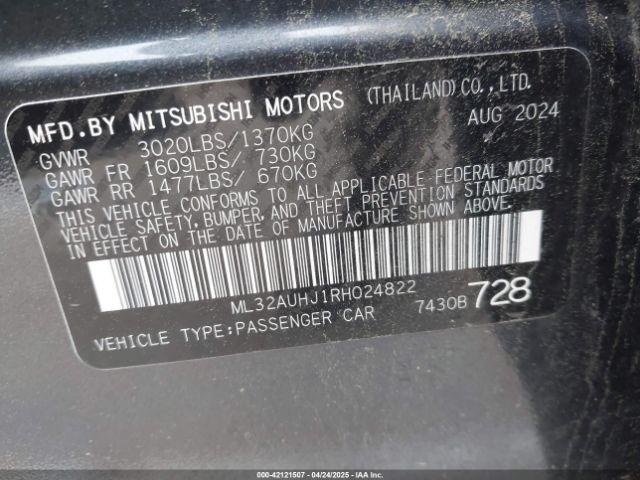 MFD.BY MITSUBISHI MOTORS (THAILAND)CO.,LTD.
GVWR 3020LBS/1370KG AUG 2024
GAWR FR 1609LBS/ 730KG
GAWR RR 1477LBS/ 670KG
THIS VEHICLE CONFORMS TO ALL APPLICABLE FEDERAL MOTOR
VEHICLE SAFETY, BUMPER, AND THEFT PREVENTION STANDARDS
IN EFFECT ON THE DATE OF MANUFACTURE SHOWN ABOVE.
ML32AUHJ1RH024822
VEHICLE TYPE:PASSENGER CAR 7430B 728
000-42121507 - 04/24/2025 - IAAI.COM